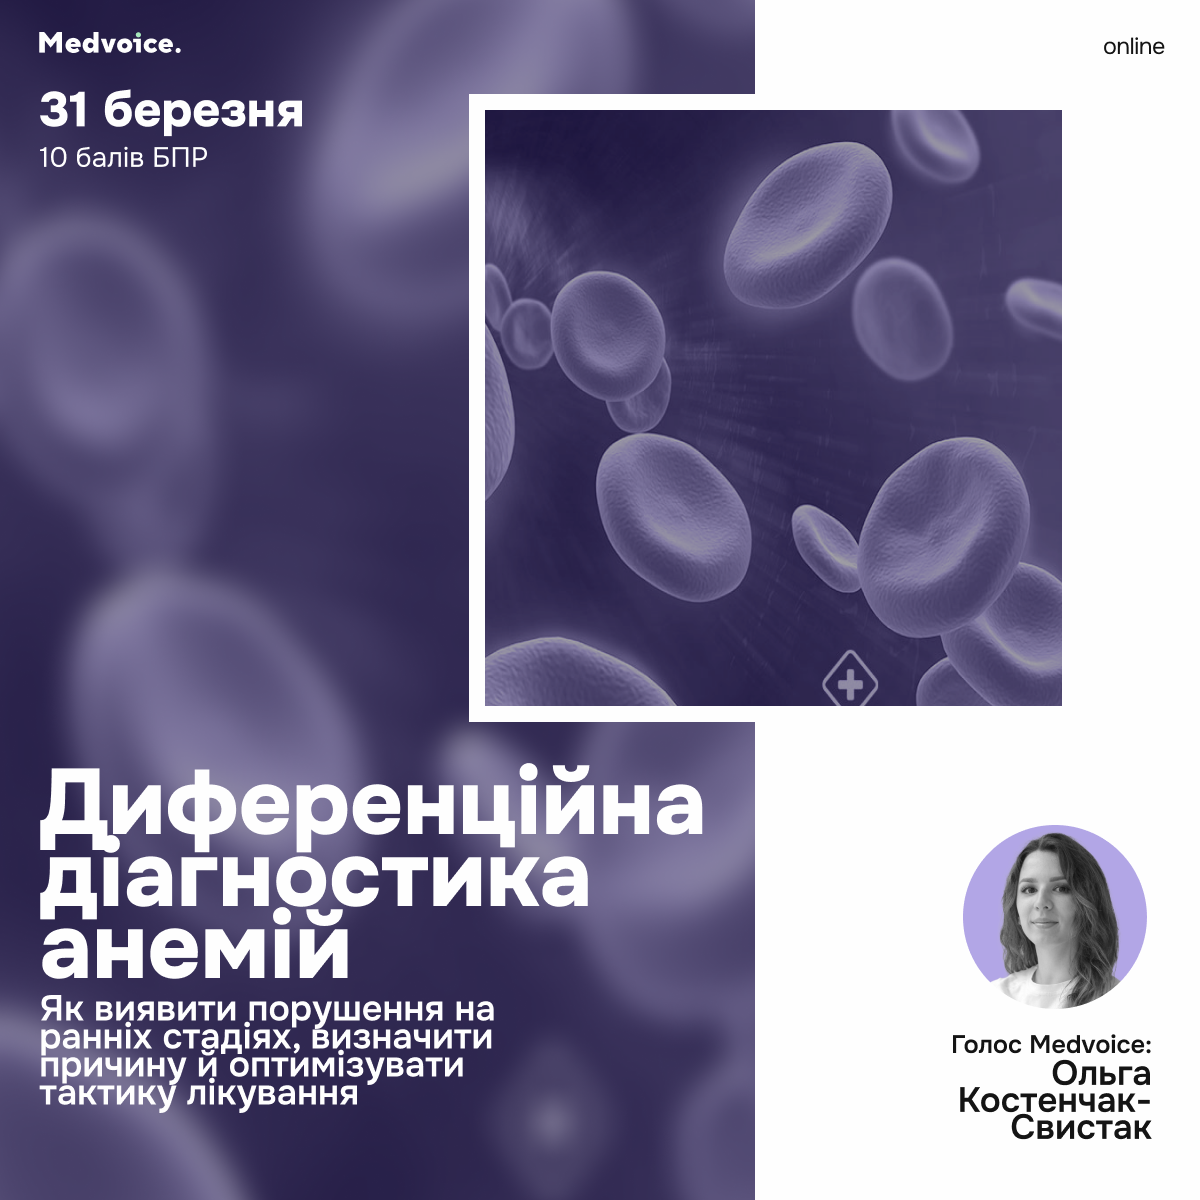 Medvoice.
online
31 березня
10 балів БПР
Диференційна
діагностика
анемій
Як виявити порушення на
ранніх стадіях, визначити
причину й оптимізувати
тактику лікування
Голос Medvoice:
Ольга
Костенчак-
Свистак